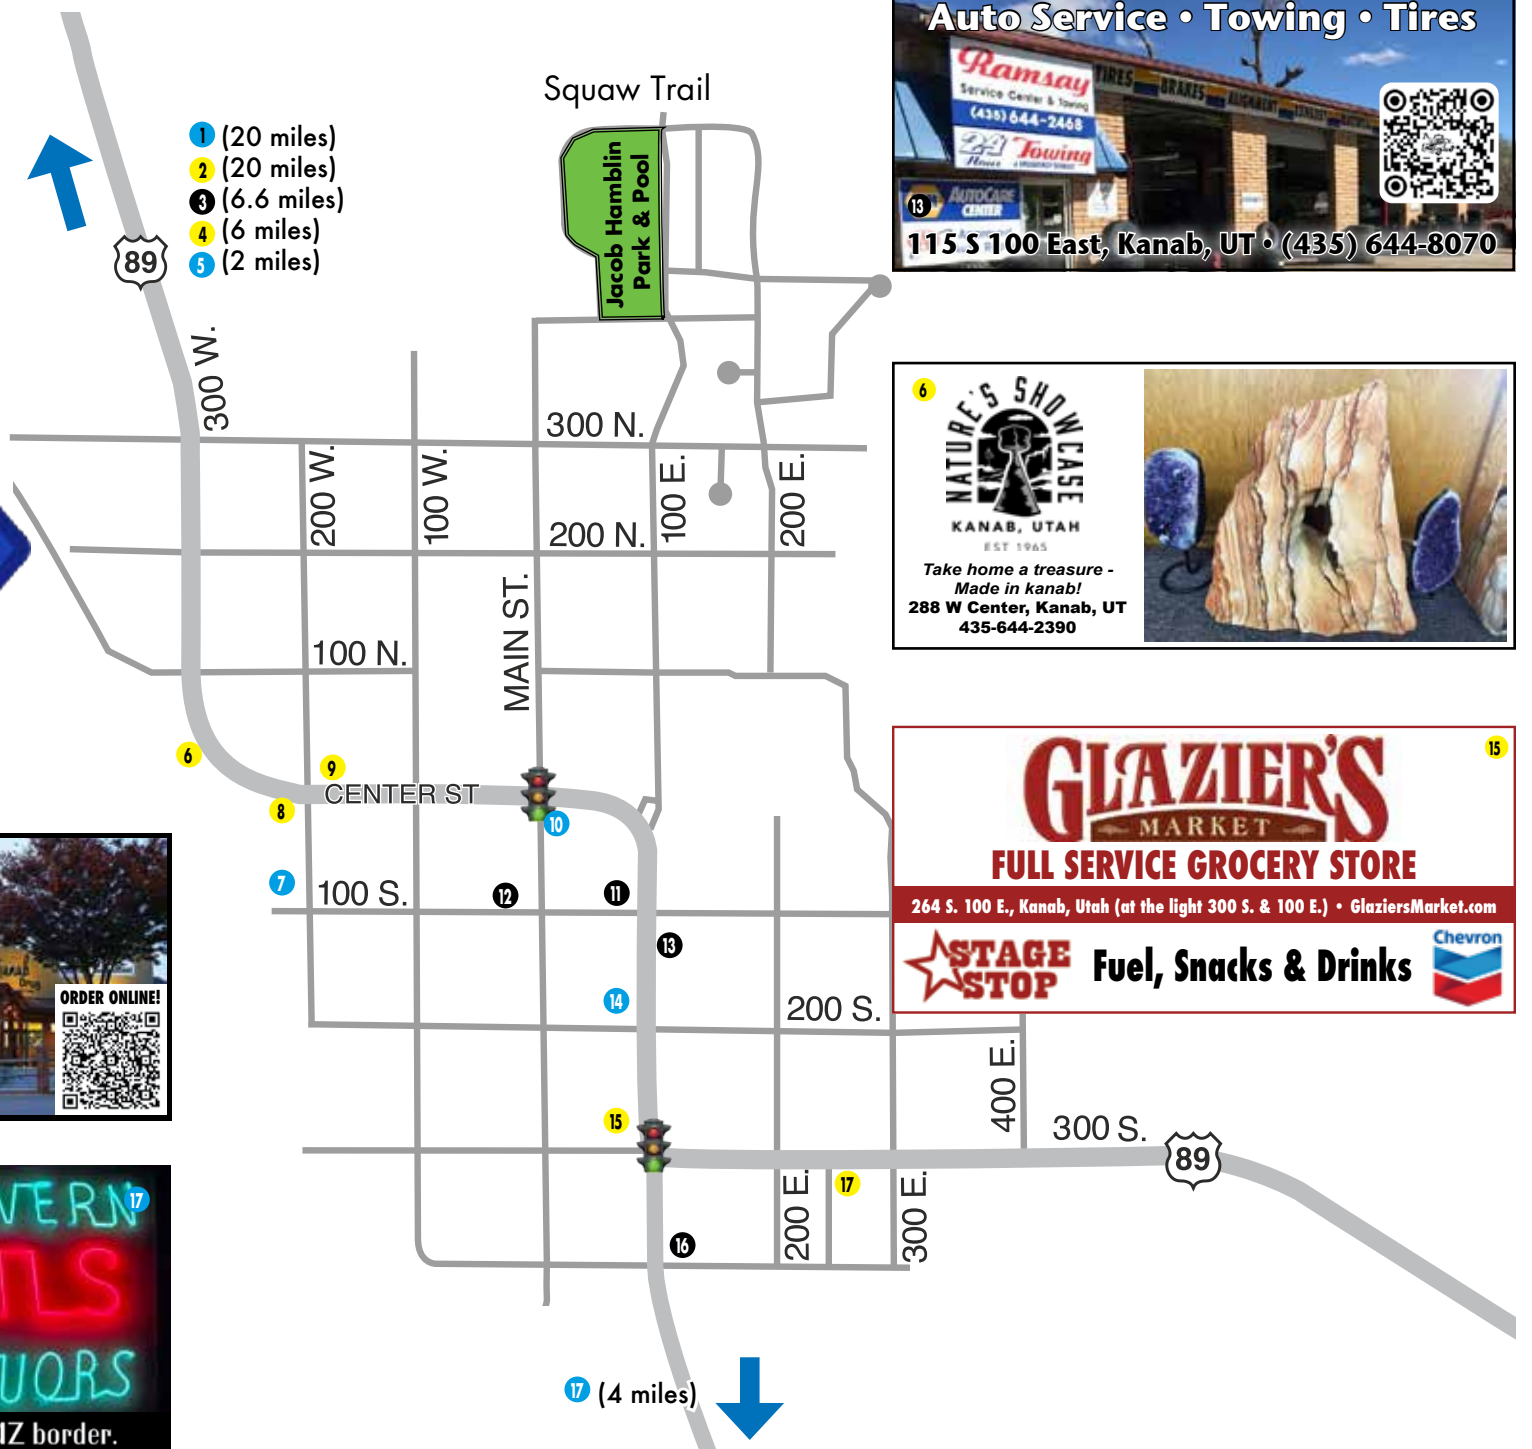 Auto Service • Towing • Tires
Ramsay
Service Center & Towing
(435) 644-2468
24
Hour
Towing
TIRES
BRAKES
ALIGNMENT
AUTOCARE
CENTER
13
115 S 100 East, Kanab, UT • (435) 644-8070
Squaw Trail
1 (20 miles)
2 (20 miles)
3 (6.6 miles)
4 (6 miles)
5 (2 miles)
89
Jacob Hamblin
Park & Pool
300 W.
300 N.
200 W.
100 W.
100 E.
200 E.
200 N.
MAIN ST.
100 N.
6
9
CENTER ST
8
10
7
100 S.
12
11
13
14
200 S.
400 E.
15
300 S.
89
200 E.
17
300 E.
16
17 (4 miles)
6
NATURE'S SHOWCASE
KANAB, UTAH
EST 1965
Take home a treasure -
Made in kanab!
288 W Center, Kanab, UT
435-644-2390
15
GLAZIER'S
MARKET
FULL SERVICE GROCERY STORE
264 S. 100 E., Kanab, Utah (at the light 300 S. & 100 E.) • GlaziersMarket.com
STAGE
STOP
Fuel, Snacks & Drinks
Chevron
ORDER ONLINE!
17
VERN
LS
UORS
Z border.